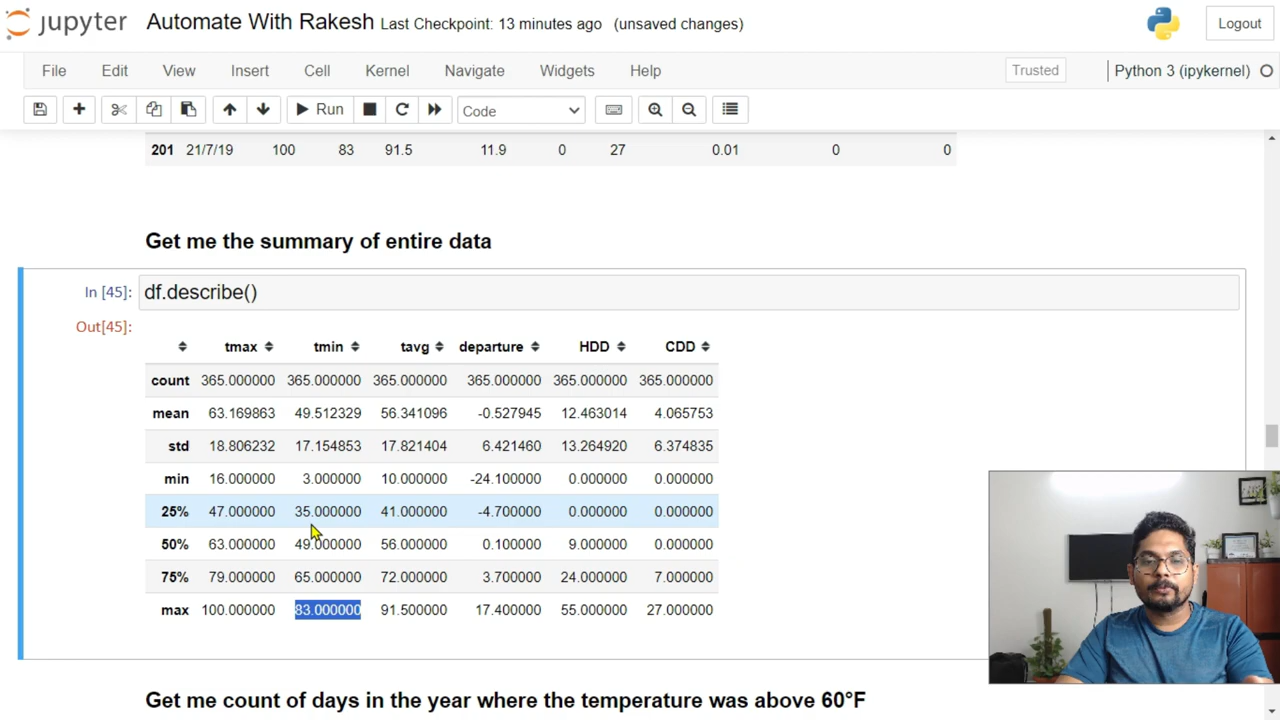 jupyter Automate With Rakesh Last Checkpoint: 13 minutes ago (unsaved changes) Logout
File Edit View Insert Cell Kernel Navigate Widgets Help Trusted Python 3 (ipykernel)
Run Code
201 21/7/19 100 83 91.5 11.9 0 27 0.01 0 0
Get me the summary of entire data
In [45]: df.describe()
Out[45]:
tmax tmin tavg departure HDD CDD
count 365.000000 365.000000 365.000000 365.000000 365.000000 365.000000
mean 63.169863 49.512329 56.341096 -0.527945 12.463014 4.065753
std 18.806232 17.154853 17.821404 6.421460 13.264920 6.374835
min 16.000000 3.000000 10.000000 -24.100000 0.000000 0.000000
25% 47.000000 35.000000 41.000000 -4.700000 0.000000 0.000000
50% 63.000000 49.000000 56.000000 0.100000 9.000000 0.000000
75% 79.000000 65.000000 72.000000 3.700000 24.000000 7.000000
max 100.000000 83.000000 91.500000 17.400000 55.000000 27.000000
Get me count of days in the year where the temperature was above 60°F